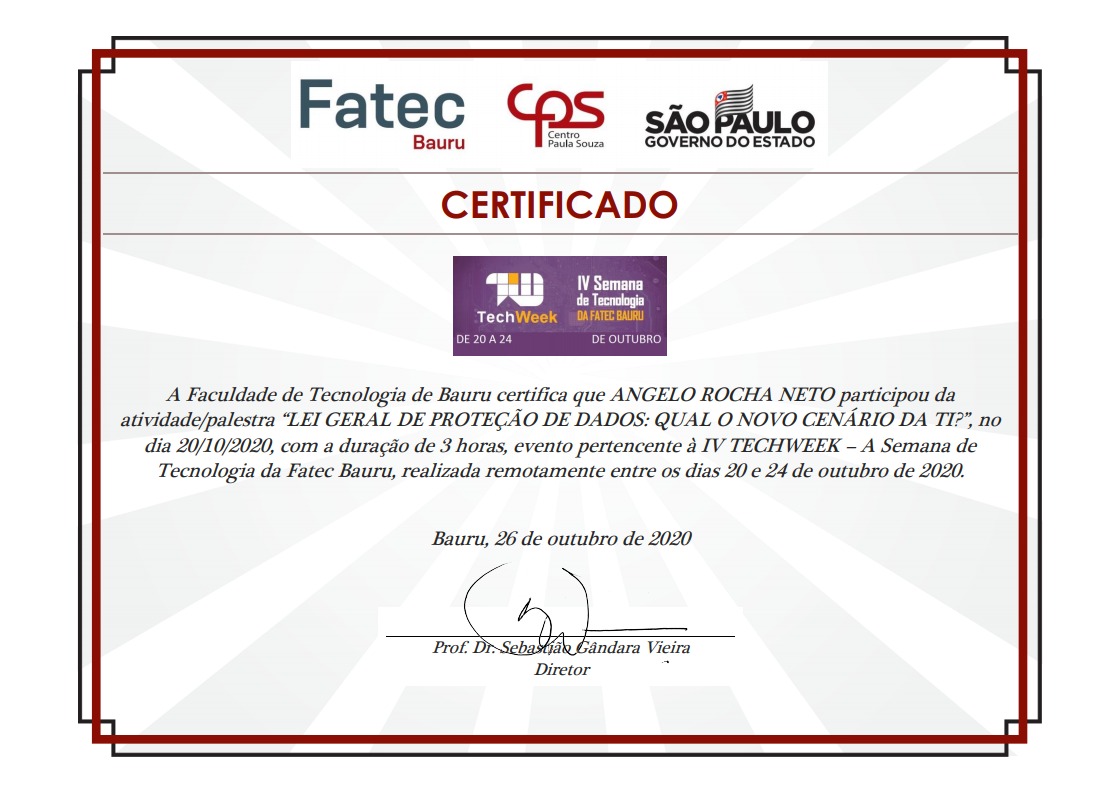 Fatec
Bauru
cps
Centro
Paula Souza
SÃO PAULO
GOVERNO DO ESTADO
CERTIFICADO
TechWeek
IV Semana
de Tecnologia
DA FATEC BAURU
DE 20 A 24 DE OUTUBRO
A Faculdade de Tecnologia de Bauru certifica que ANGELO ROCHA NETO participou da
atividade/palestra “LEI GERAL DE PROTEÇÃO DE DADOS: QUAL O NOVO CENÁRIO DA TI?”, no
dia 20/10/2020, com a duração de 3 horas, evento pertencente à IV TECHWEEK – A Semana de
Tecnologia da Fatec Bauru, realizada remotamente entre os dias 20 e 24 de outubro de 2020.
Bauru, 26 de outubro de 2020
Prof. Dr. Sebastião Gândara Vieira
Diretor